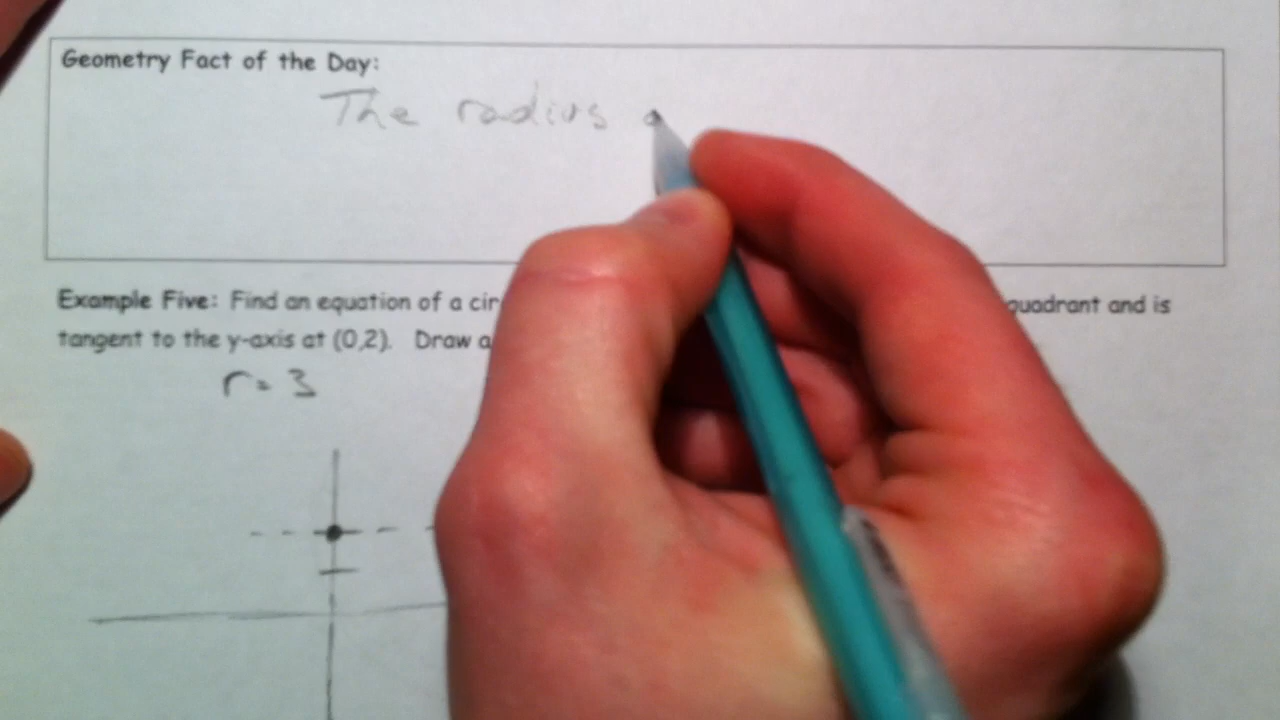 Geometry Fact of the Day:
The radius
Example Five: Find an equation of a cir quadrant and is
tangent to the y-axis at (0,2). Draw a
r = 3